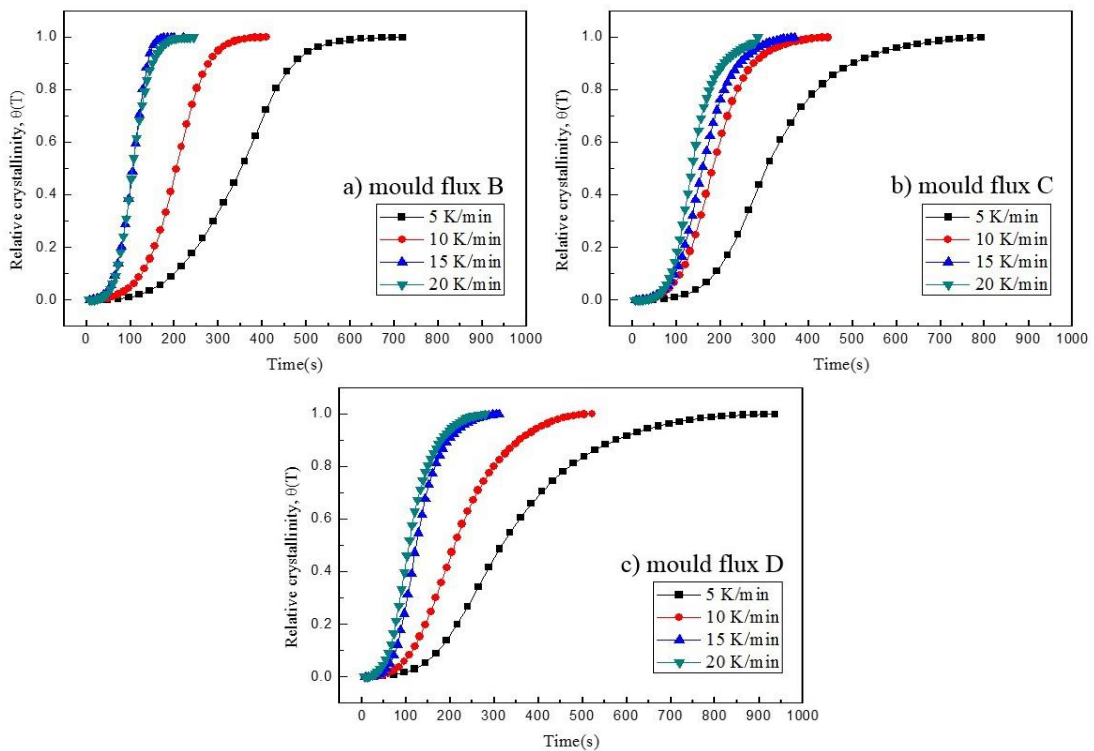 1.0
0.8
0.6
0.4
0.2
0.0
Relative crystallinity, θ(T)
a) mould flux B
5 K/min
10 K/min
15 K/min
20 K/min
0 100 200 300 400 500 600 700 800 900 1000
Time(s)
1.0
0.8
0.6
0.4
0.2
0.0
Relative crystallinity, θ(T)
b) mould flux C
5 K/min
10 K/min
15 K/min
20 K/min
0 100 200 300 400 500 600 700 800 900 1000
Time(s)
1.0
0.8
0.6
0.4
0.2
0.0
Relative crystallinity, θ(T)
c) mould flux D
5 K/min
10 K/min
15 K/min
20 K/min
0 100 200 300 400 500 600 700 800 900 1000
Time(s)